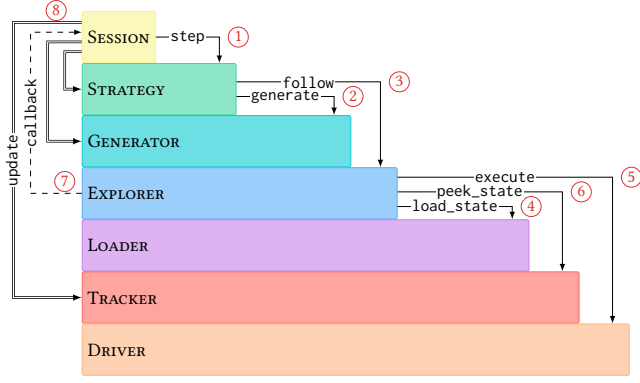 ⑧
SESSION
step
①
STRATEGY
follow
③
generate
②
callback
GENERATOR
update
⑦
EXPLORER
execute
⑤
peek_state
⑥
load_state
④
LOADER
TRACKER
DRIVER